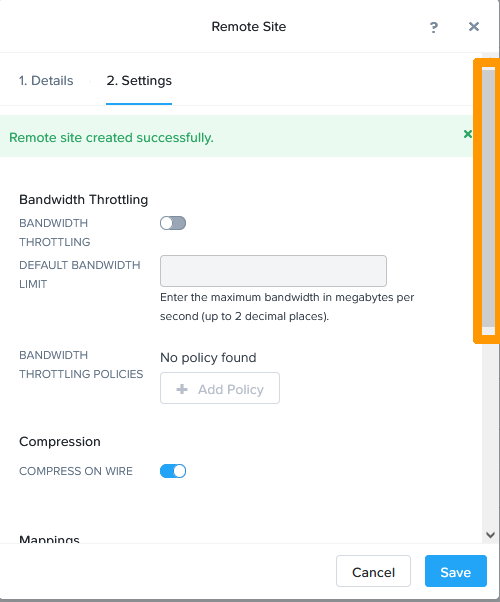 Remote Site
?
×
1. Details
2. Settings
Remote site created successfully.
×
Bandwidth Throttling
BANDWIDTH
THROTTLING
DEFAULT BANDWIDTH
LIMIT
Enter the maximum bandwidth in megabytes per
second (up to 2 decimal places).
BANDWIDTH
THROTTLING POLICIES
No policy found
+ Add Policy
Compression
COMPRESS ON WIRE
Mappings
Cancel
Save